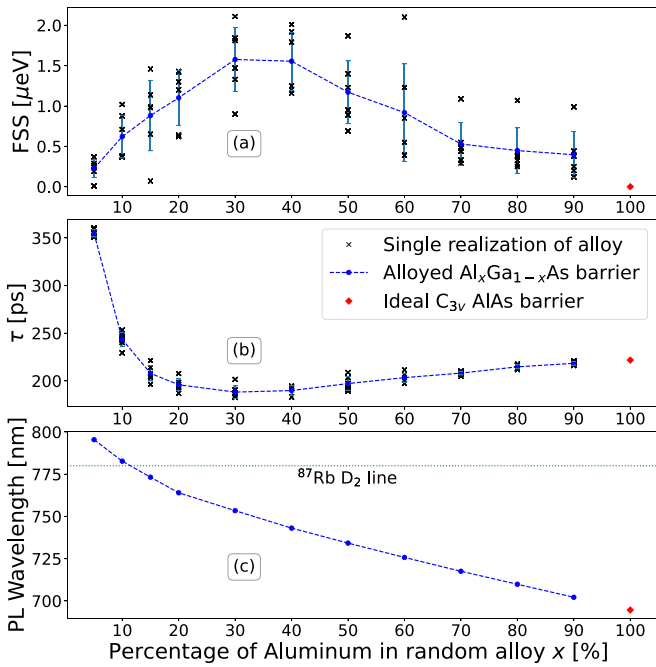 2.0
1.5
1.0
0.5
0.0
FSS [μeV]
(a)
10 20 30 40 50 60 70 80 90 100
350
300
250
200
τ [ps]
(b)
× Single realization of alloy
Alloyed AlₓGa₁₋ₓAs barrier
Ideal C₃ᵥ AlAs barrier
10 20 30 40 50 60 70 80 90 100
800
775
750
725
700
PL Wavelength [nm]
⁸⁷Rb D₂ line
(c)
10 20 30 40 50 60 70 80 90 100
Percentage of Aluminum in random alloy x [%]